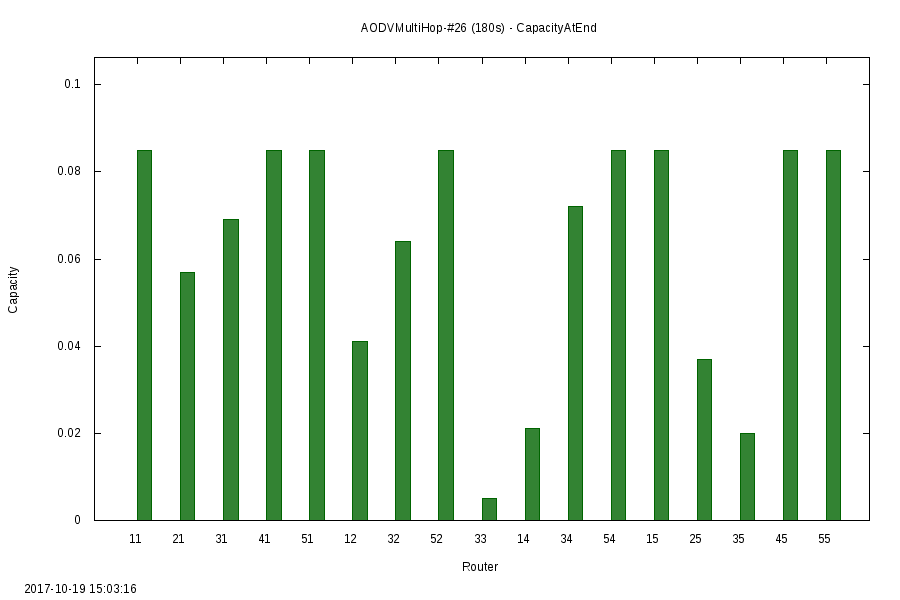 AODVMultiHop-#26 (180s) - CapacityAtEnd
0.1
0.08
0.06
0.04
0.02
0
Capacity
11 21 31 41 51 12 32 52 33 14 34 54 15 25 35 45 55
Router
2017-10-19 15:03:16